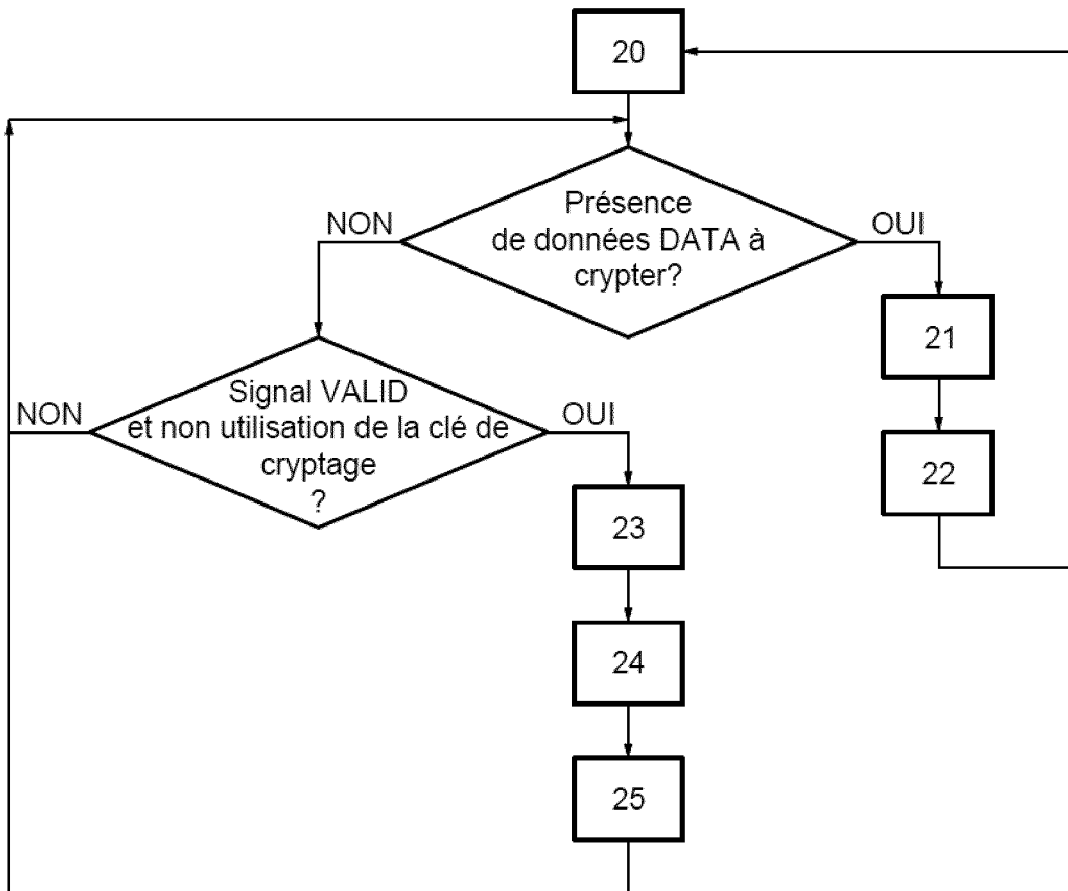 20
Présence
de données DATA à
crypter?
NON
OUI
21
Signal VALID
et non utilisation de la clé de
cryptage
?
NON
OUI
22
23
24
25